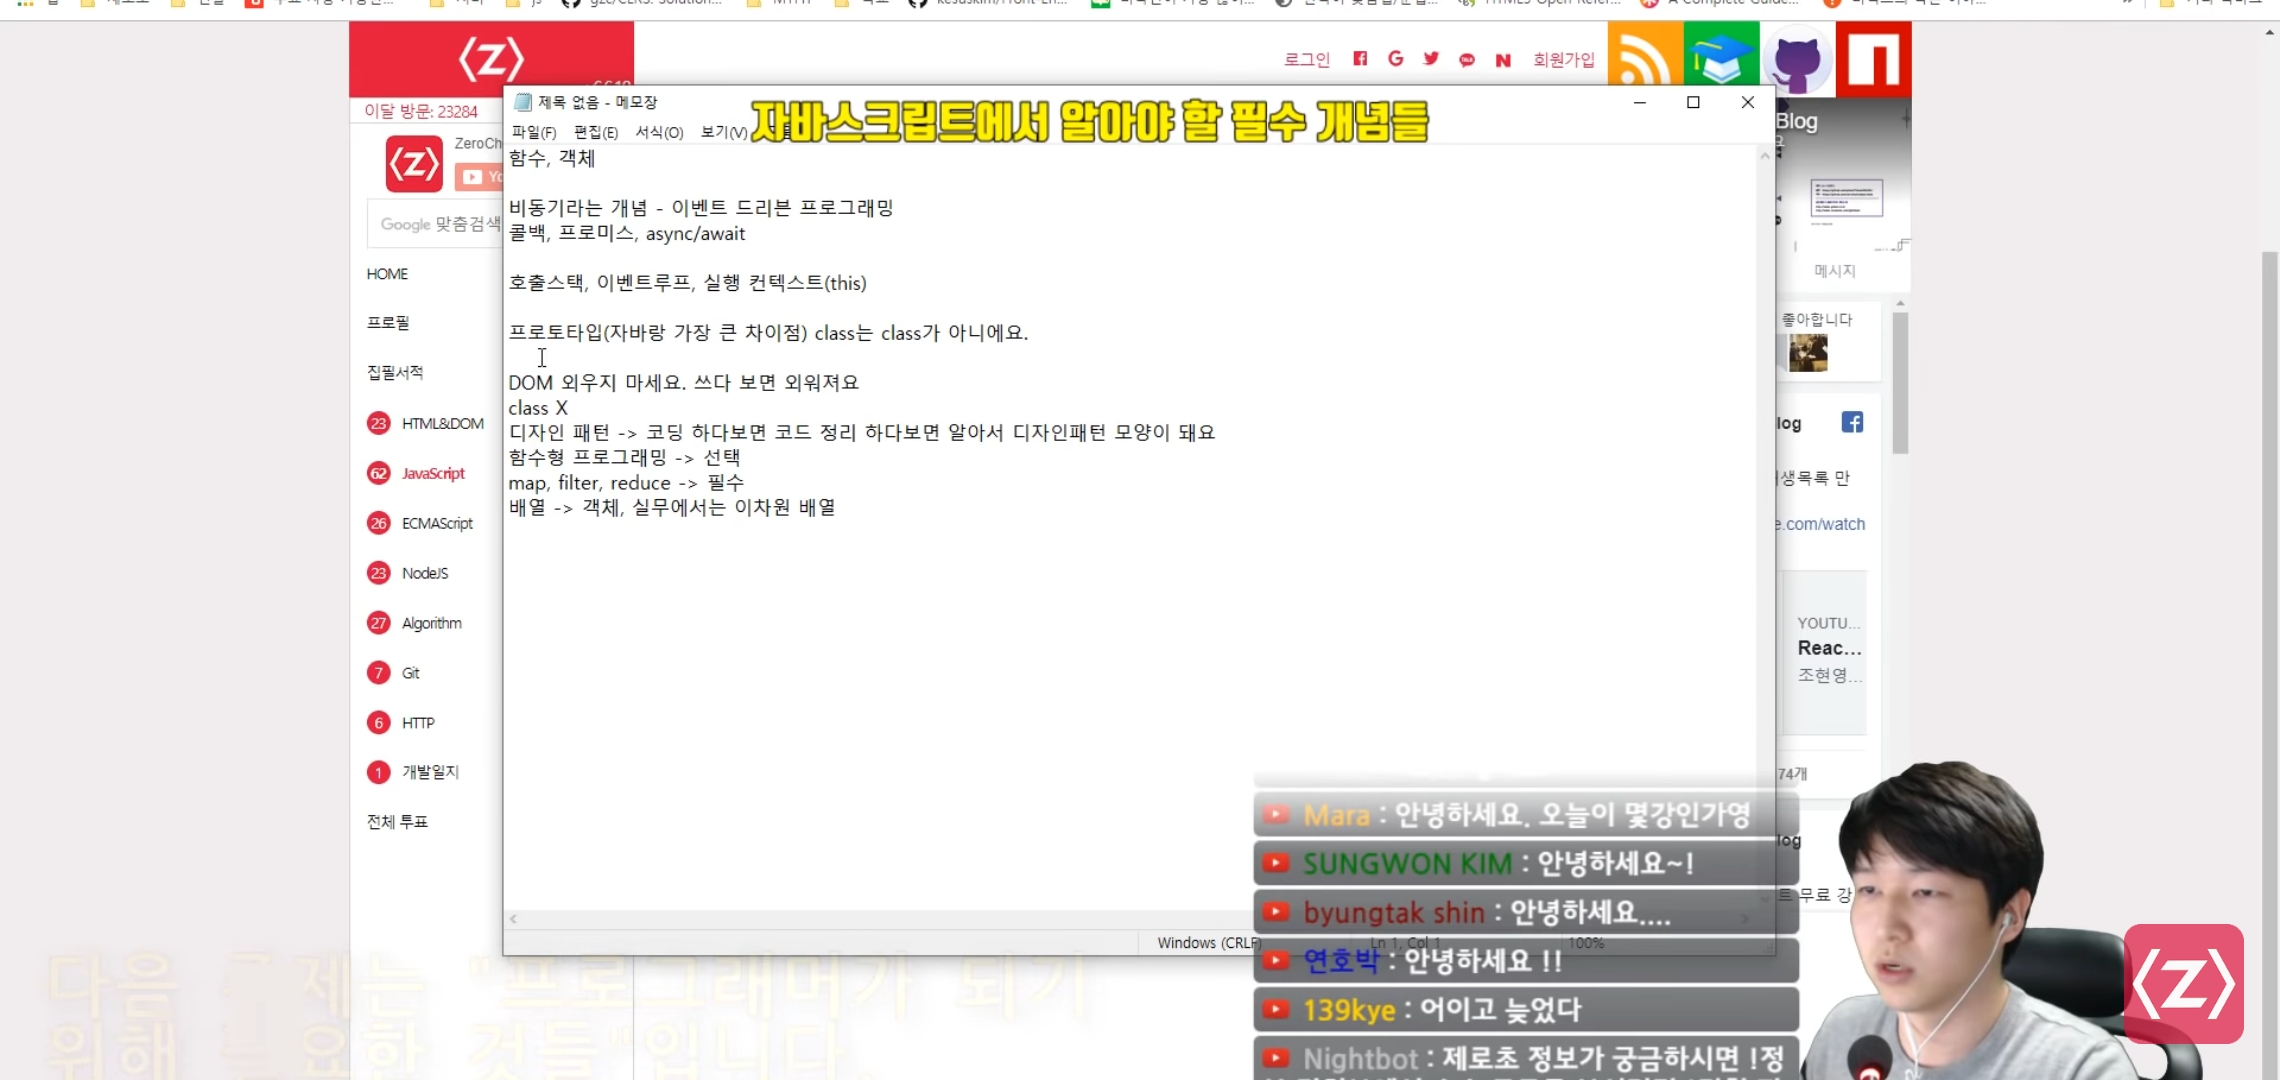 로그인
회원가입
이달 방문: 23284
ZeroCh
Yo
Google 맞춤검색
HOME
프로필
집필서적
23 HTML&DOM
62 JavaScript
26 ECMAScript
23 NodeJS
27 Algorithm
7 Git
6 HTTP
1 개발일지
전체 투표
제목 없음 - 메모장
자바스크립트에서 알아야 할 필수 개념들
파일(F) 편집(E) 서식(O) 보기(V)
함수, 객체
비동기라는 개념 - 이벤트 드리븐 프로그래밍
콜백, 프로미스, async/await
호출스택, 이벤트루프, 실행 컨텍스트(this)
프로토타입(자바랑 가장 큰 차이점) class는 class가 아니에요.
DOM 외우지 마세요. 쓰다 보면 외워져요
class X
디자인 패턴 -> 코딩 하다보면 코드 정리 하다보면 알아서 디자인패턴 모양이 돼요
함수형 프로그래밍 -> 선택
map, filter, reduce -> 필수
배열 -> 객체, 실무에서는 이차원 배열
Windows (CRLF)
Ln 1, Col 1
100%
Blog
메시지
좋아합니다
log
생목록 만
e.com/watch
YOUTU...
Reac...
조현영...
74개
log
트 무료 강
Mara : 안녕하세요. 오늘이 몇강인가영
SUNGWON KIM : 안녕하세요~!
byungtak shin : 안녕하세요....
연호박 : 안녕하세요 !!
139kye : 어이고 늦었다
Nightbot : 제로초 정보가 궁금하시면 !정
다음 주제는 "프로그래머가 되기
위해 필요한 것들"입니다.